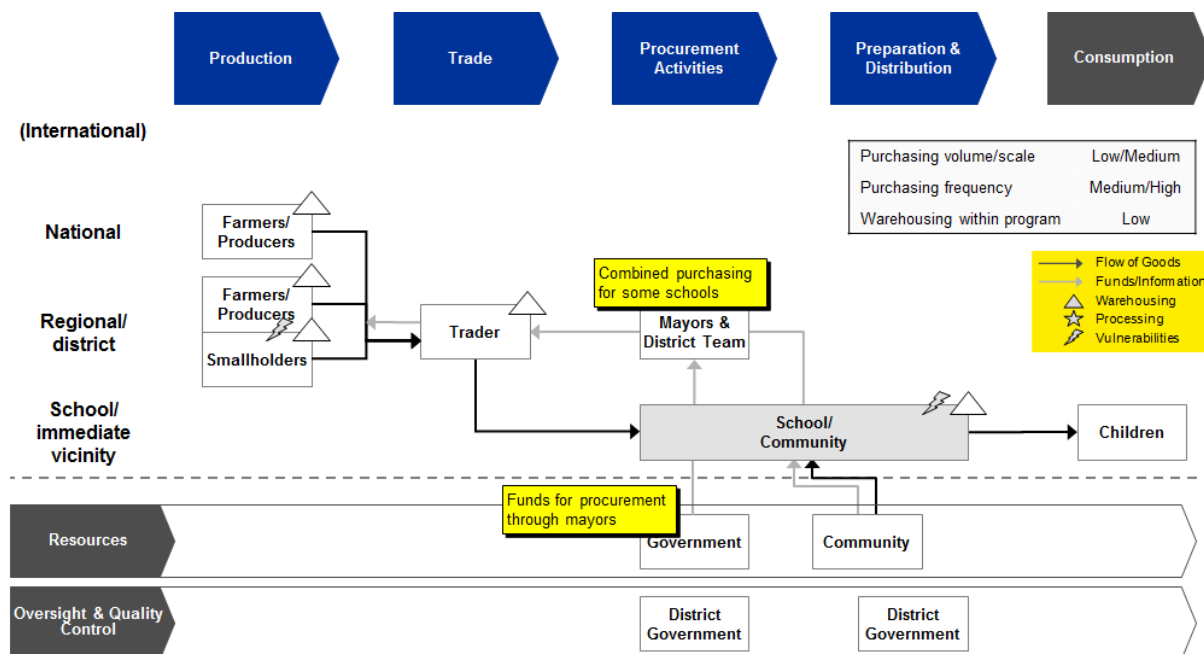 Production
Trade
Procurement
Activities
Preparation &
Distribution
Consumption
(International)
Purchasing volume/scale Low/Medium
Purchasing frequency Medium/High
Warehousing within program Low
National
Farmers/
Producers
Flow of Goods
Funds/Information
Warehousing
Processing
Vulnerabilities
Combined purchasing
for some schools
Regional/
district
Farmers/
Producers
Smallholders
Trader
Mayors &
District Team
School/
immediate
vicinity
School/
Community
Children
Funds for procurement
through mayors
Resources
Government
Community
Oversight & Quality
Control
District
Government
District
Government